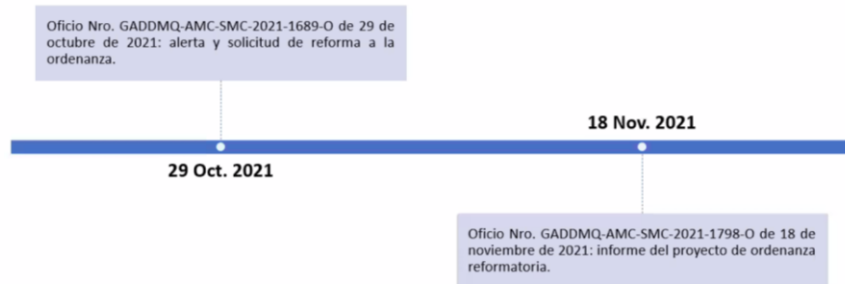 Oficio Nro. GADDMQ-AMC-SMC-2021-1689-O de 29 de
octubre de 2021: alerta y solicitud de reforma a la
ordenanza.
18 Nov. 2021
29 Oct. 2021
Oficio Nro. GADDMQ-AMC-SMC-2021-1798-O de 18 de
noviembre de 2021: informe del proyecto de ordenanza
reformatoria.